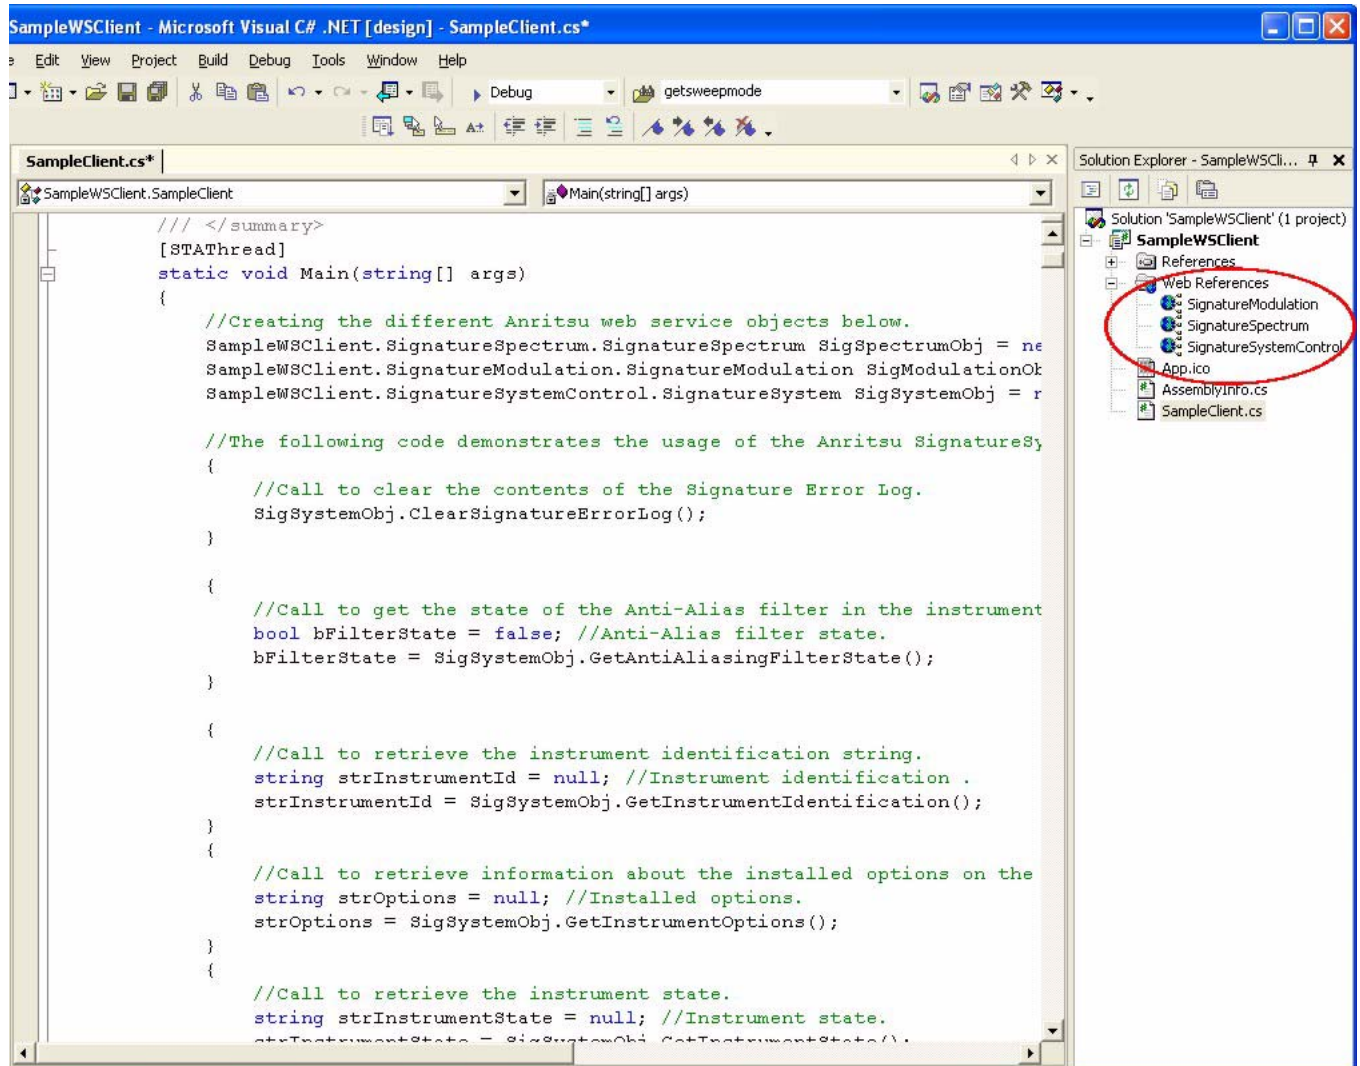 SampleWSClient - Microsoft Visual C# .NET [design] - SampleClient.cs*
Edit View Project Build Debug Tools Window Help
Debug getsweepmode
SampleClient.cs*
SampleWSClient.SampleClient Main(string[] args)
/// </summary>
[STAThread]
static void Main(string[] args)
{
//Creating the different Anritsu web service objects below.
SampleWSClient.SignatureSpectrum.SignatureSpectrum SigSpectrumObj = ne
SampleWSClient.SignatureModulation.SignatureModulation SigModulationOb
SampleWSClient.SignatureSystemControl.SignatureSystem SigSystemObj = n
//The following code demonstrates the usage of the Anritsu SignatureSy
{
//Call to clear the contents of the Signature Error Log.
SigSystemObj.ClearSignatureErrorLog();
}
{
//Call to get the state of the Anti-Alias filter in the instrument
bool bFilterState = false; //Anti-Alias filter state.
bFilterState = SigSystemObj.GetAntiAliasingFilterState();
}
{
//Call to retrieve the instrument identification string.
string strInstrumentId = null; //Instrument identification .
strInstrumentId = SigSystemObj.GetInstrumentIdentification();
}
{
//Call to retrieve information about the installed options on the
string strOptions = null; //Installed options.
strOptions = SigSystemObj.GetInstrumentOptions();
}
{
//Call to retrieve the instrument state.
string strInstrumentState = null; //Instrument state.
strInstrumentState = SigSystemObj.GetInstrumentState();
Solution Explorer - SampleWSCli...
Solution 'SampleWSClient' (1 project)
SampleWSClient
References
Web References
SignatureModulation
SignatureSpectrum
SignatureSystemControl
App.ico
AssemblyInfo.cs
SampleClient.cs